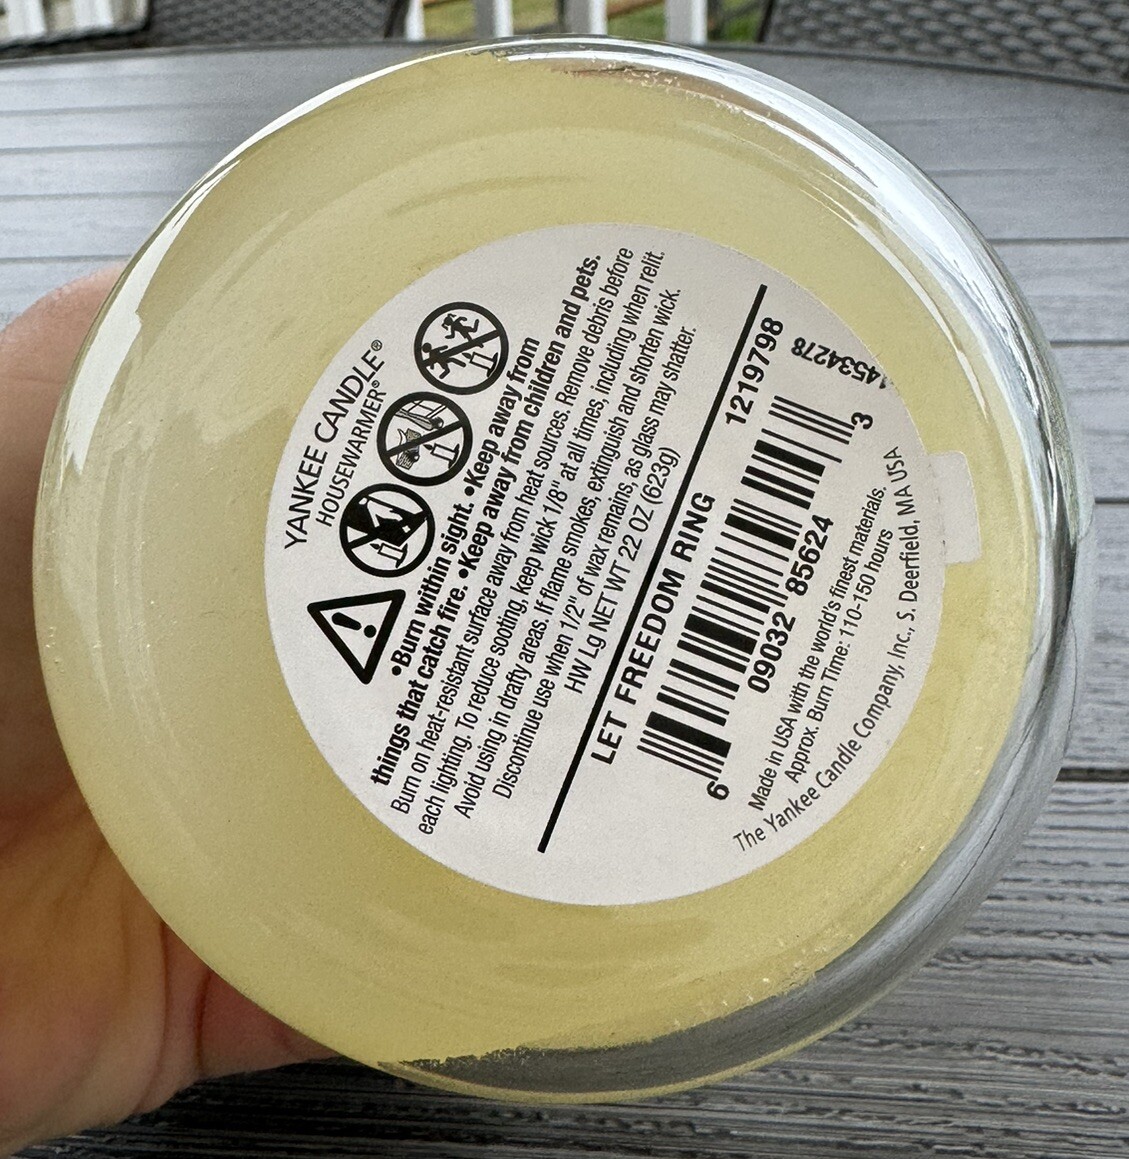 YANKEE CANDLE®
HOUSEWARMER®
•Burn within sight. •Keep away from
things that catch fire. •Keep away from children and pets.
Burn on heat-resistant surface away from heat sources. Remove debris before
each lighting. To reduce sooting, keep wick 1/8" at all times, including when relit.
Avoid using in drafty areas. If flame smokes, extinguish and shorten wick.
Discontinue use when 1/2" of wax remains, as glass may shatter.
HW Lg NET WT 22 OZ (623g)
LET FREEDOM RING 1219798
6 09032 85624 3
14534278
Made in USA with the world's finest materials.
Approx. Burn Time: 110-150 hours
The Yankee Candle Company, Inc., S. Deerfield, MA USA